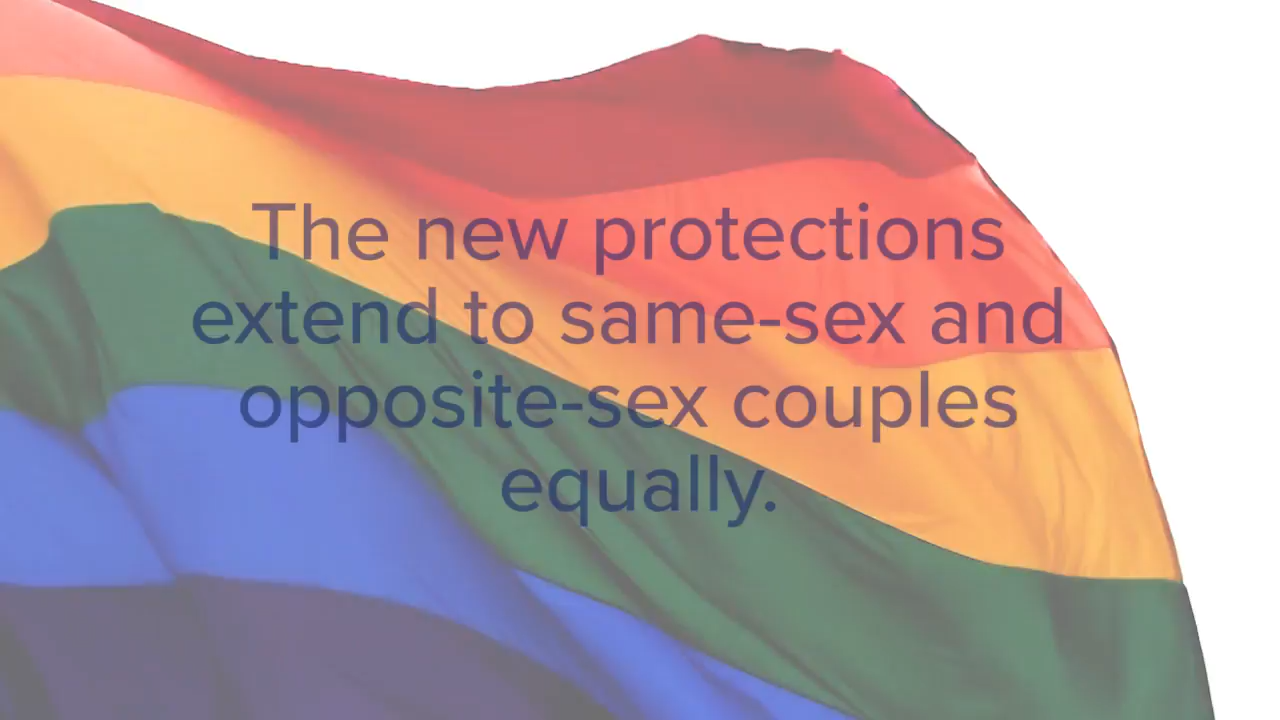 The new protections
extend to same-sex and
opposite-sex couples
equally.